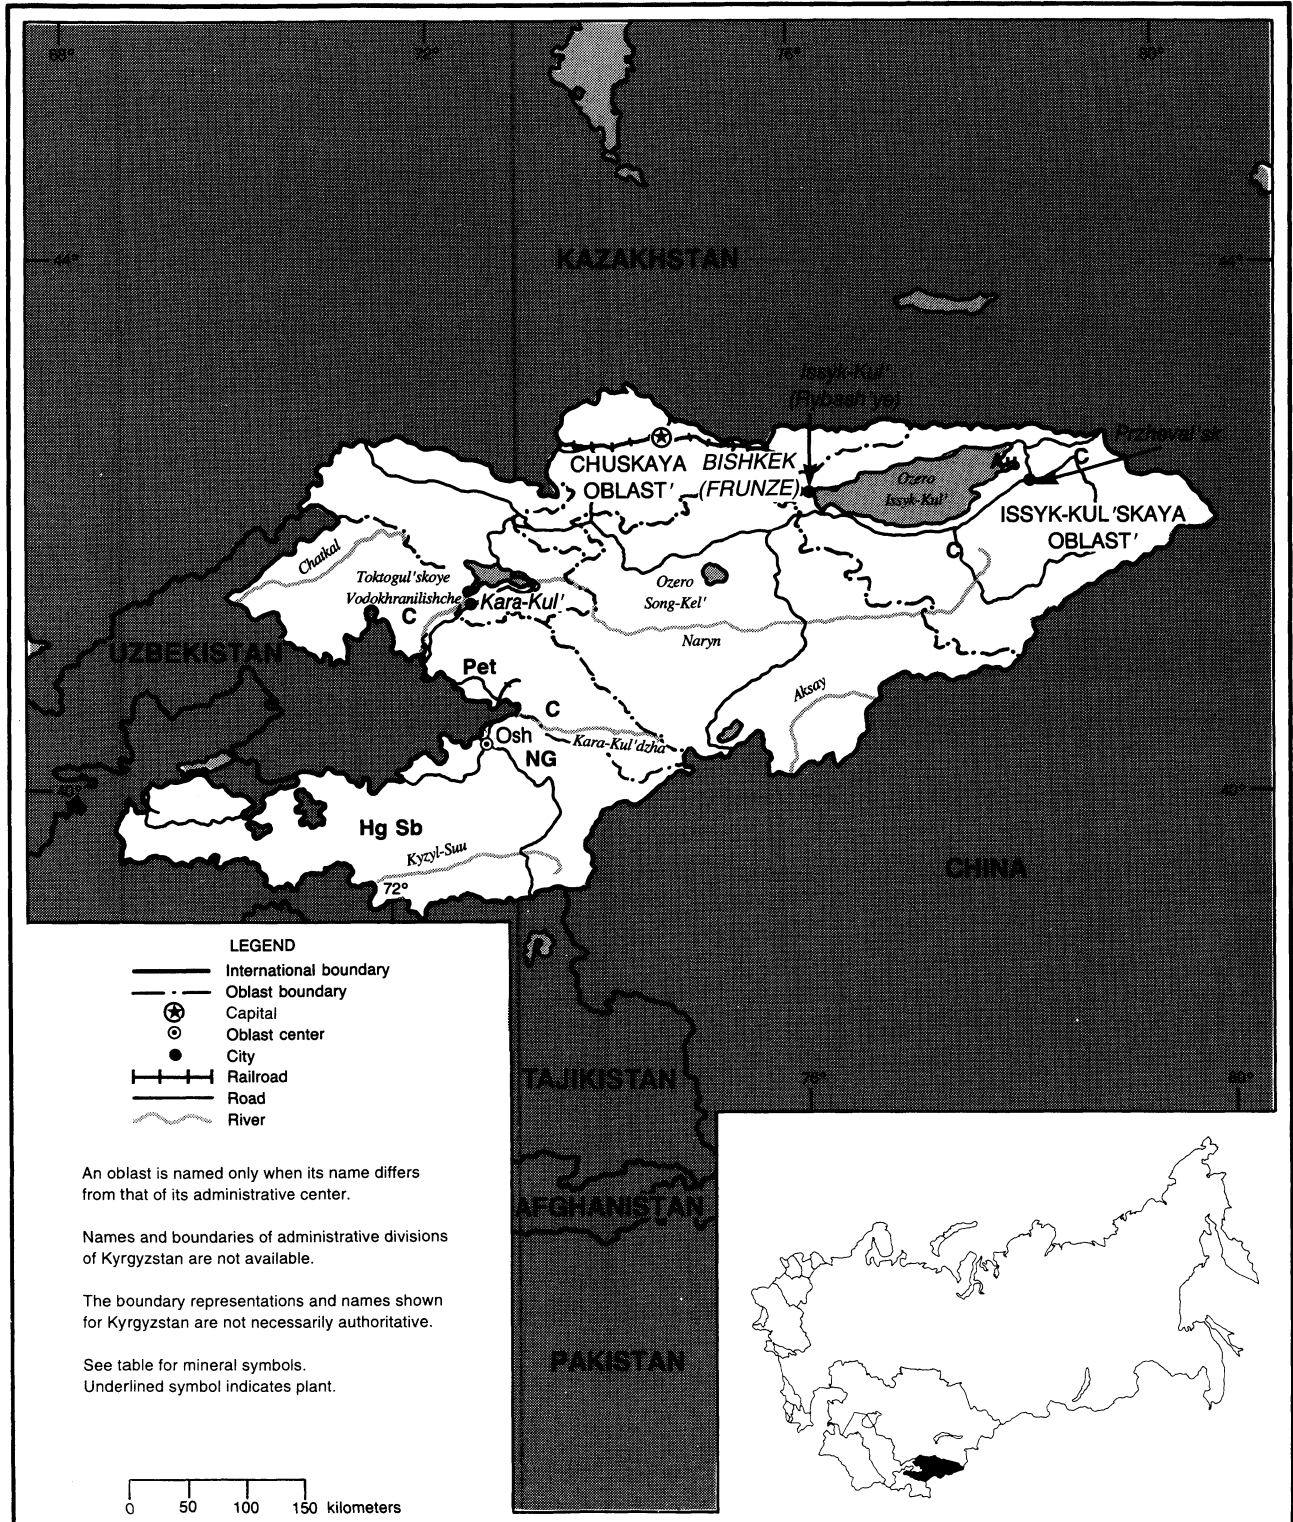 68°
72°
76°
80°
KAZAKHSTAN
44°
44°
Issyk-Kul'
(Rybash'ye)
Przheval'sk
CHUSKAYA
OBLAST'
BISHKEK
(FRUNZE)
Au
C
Ozero
Issyk-Kul'
ISSYK-KUL'SKAYA
OBLAST'
C
Chatkal
Toktogul'skoye
Vodokhranilishche
C
Kara-Kul'
Ozero
Song-Kel'
Naryn
UZBEKISTAN
Pet
Aksay
C
Osh
Kara-Kul'dzha
NG
40°
40°
Hg Sb
Kyzyl-Suu
CHINA
72°
LEGEND
International boundary
Oblast boundary
Capital
Oblast center
City
Railroad
Road
River
TAJIKISTAN
76°
80°
AFGHANISTAN
PAKISTAN
An oblast is named only when its name differs
from that of its administrative center.
Names and boundaries of administrative divisions
of Kyrgyzstan are not available.
The boundary representations and names shown
for Kyrgyzstan are not necessarily authoritative.
See table for mineral symbols.
Underlined symbol indicates plant.
0 50 100 150 kilometers